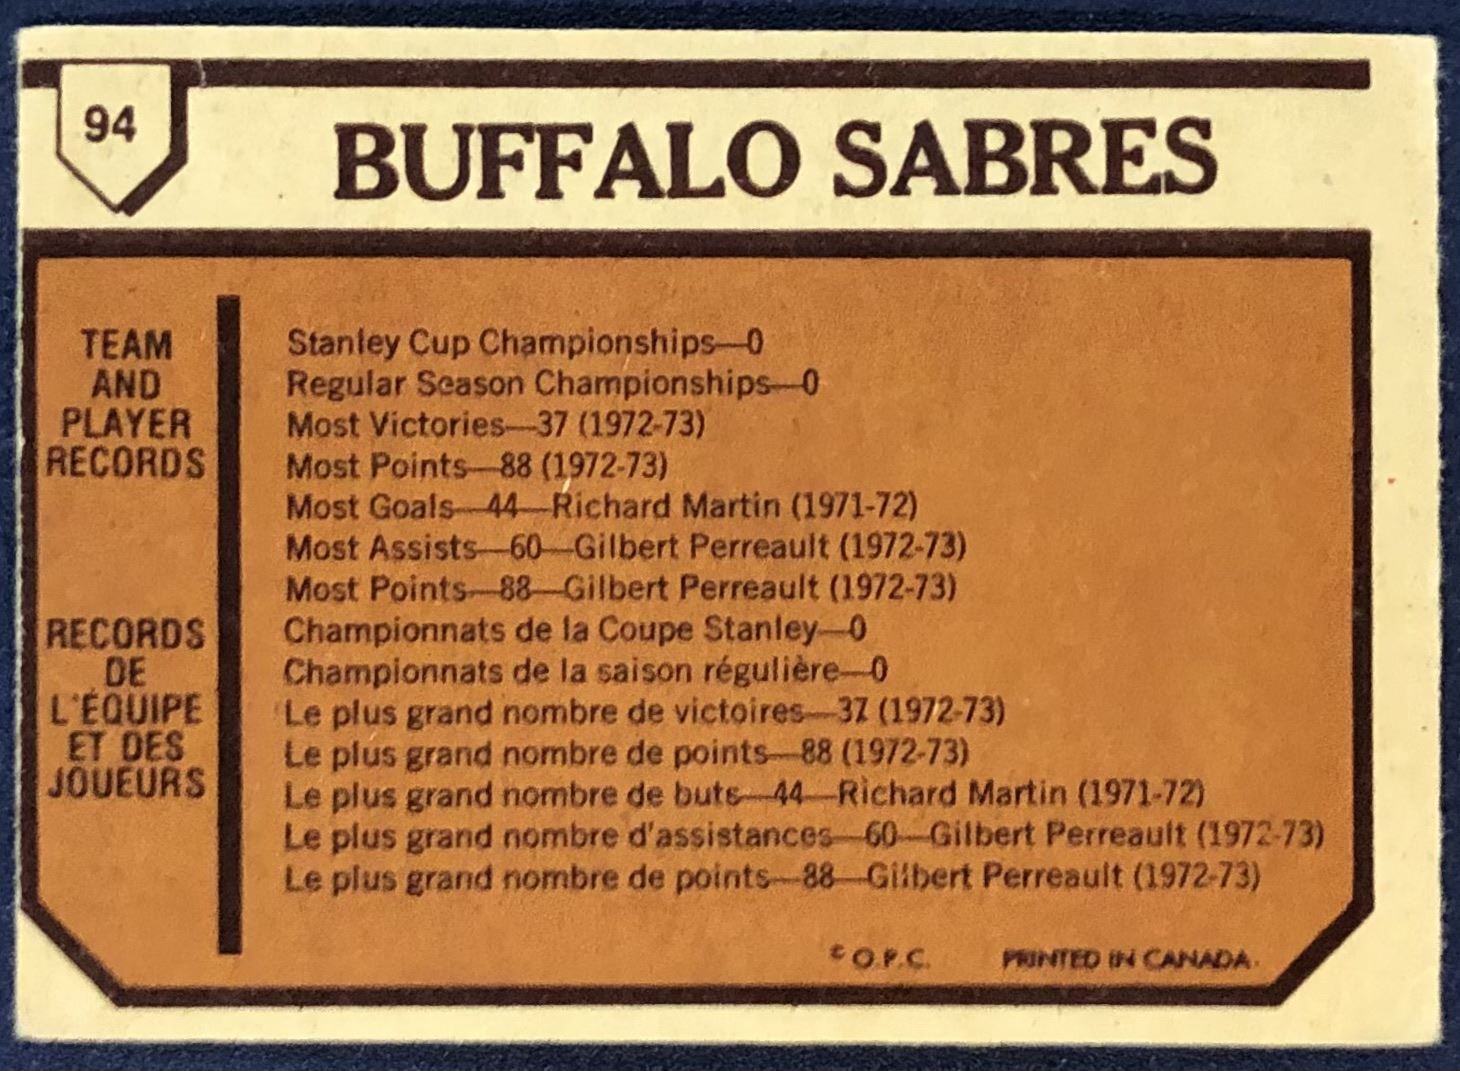 94
BUFFALO SABRES
TEAM
AND
PLAYER
RECORDS
Stanley Cup Championships—0
Regular Season Championships—0
Most Victories—37 (1972-73)
Most Points—88 (1972-73)
Most Goals—44—Richard Martin (1971-72)
Most Assists—60—Gilbert Perreault (1972-73)
Most Points—88—Gilbert Perreault (1972-73)
RECORDS
DE
L'ÉQUIPE
ET DES
JOUEURS
Championnats de la Coupe Stanley—0
Championnats de la saison régulière—0
Le plus grand nombre de victoires—37 (1972-73)
Le plus grand nombre de points—88 (1972-73)
Le plus grand nombre de buts—44—Richard Martin (1971-72)
Le plus grand nombre d'assistances—60—Gilbert Perreault (1972-73)
Le plus grand nombre de points—88—Gilbert Perreault (1972-73)
© O.P.C. PRINTED IN CANADA.